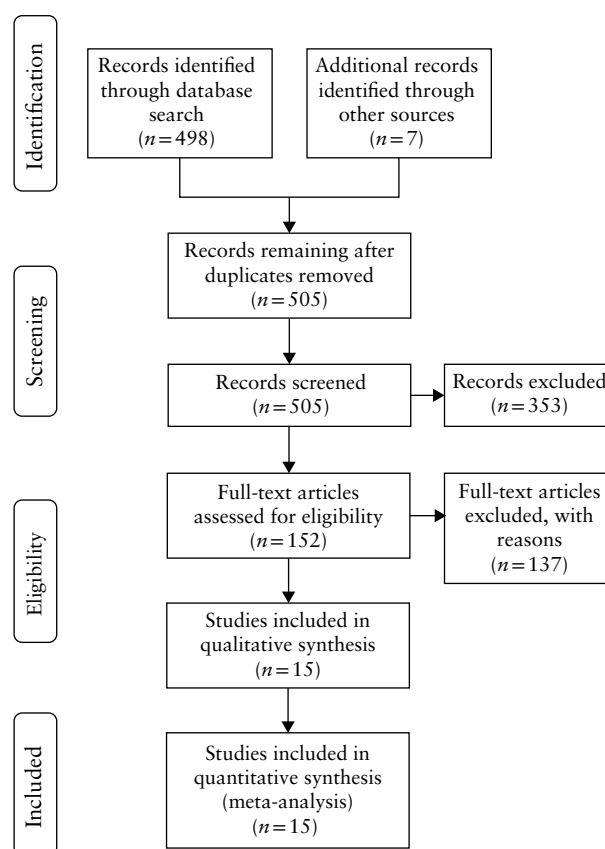 Identification
Records identified
through database
search
(n=498)
Additional records
identified through
other sources
(n=7)
Records remaining after
duplicates removed
(n=505)
Screening
Records screened
(n=505)
Records excluded
(n=353)
Eligibility
Full-text articles
assessed for eligibility
(n=152)
Full-text articles
excluded, with
reasons
(n=137)
Studies included in
qualitative synthesis
(n=15)
Included
Studies included in
quantitative synthesis
(meta-analysis)
(n=15)